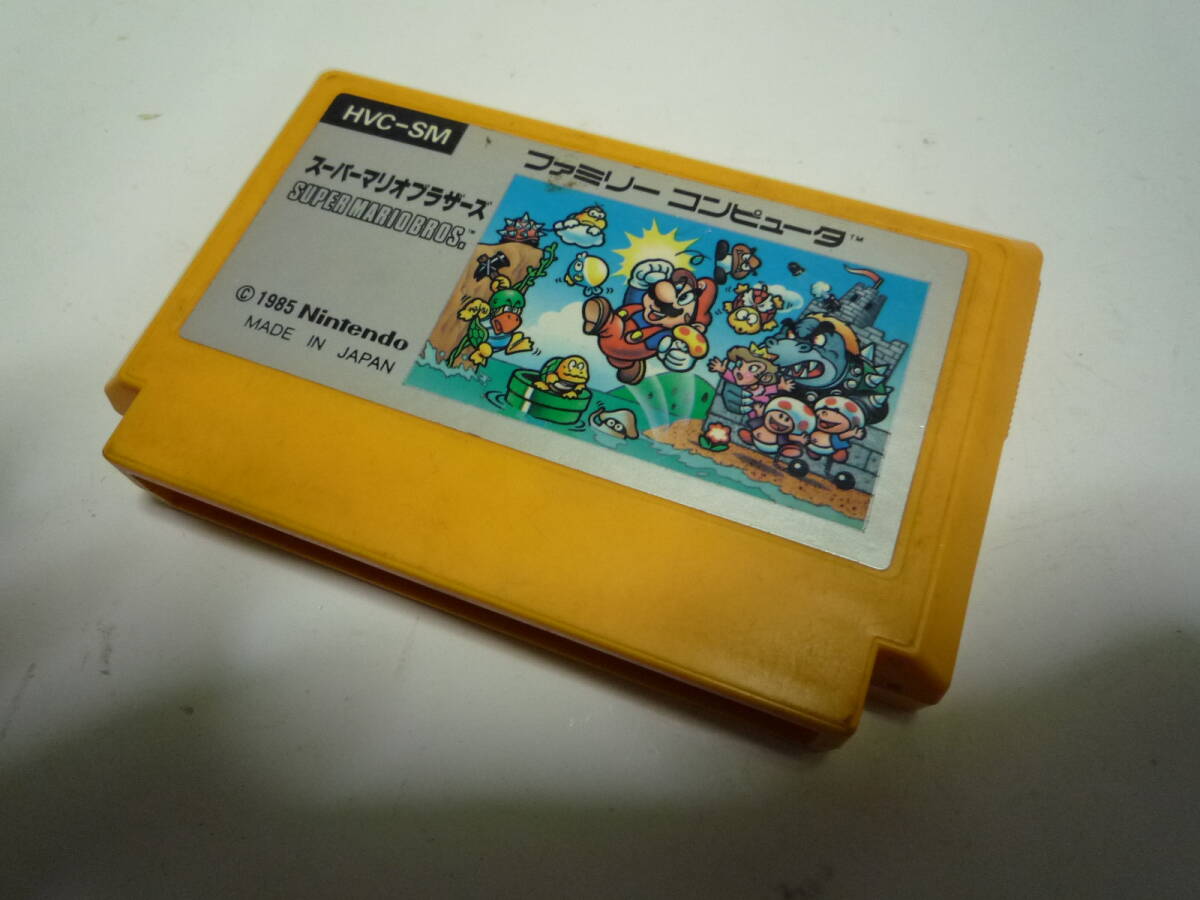 HVC-SM
ファミリー コンピュータ™
スーパーマリオブラザーズ
SUPER MARIO BROS.™
© 1985 Nintendo
MADE IN JAPAN